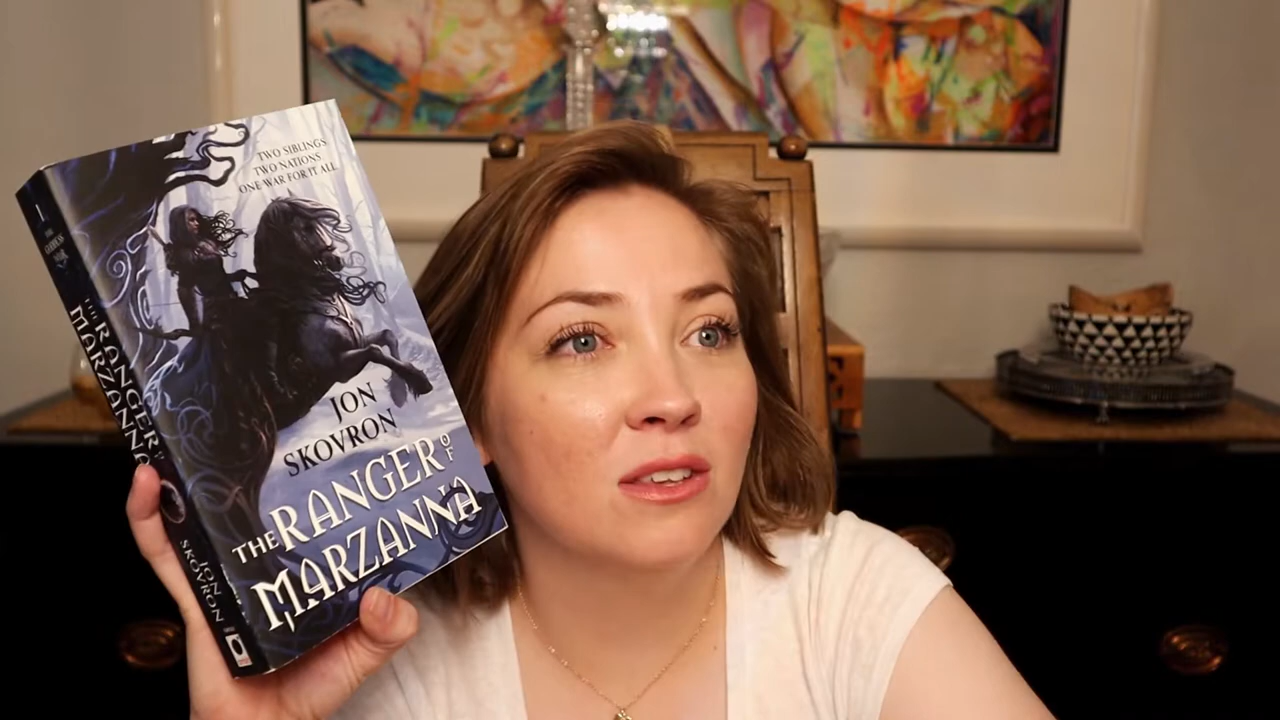 TWO SIBLINGS
TWO NATIONS
ONE WAR FOR IT ALL
JON
SKOVRON
THE RANGER OF
MARZANNA
1
THE RANGER OF
MARZANNA
JON
SKOVRON